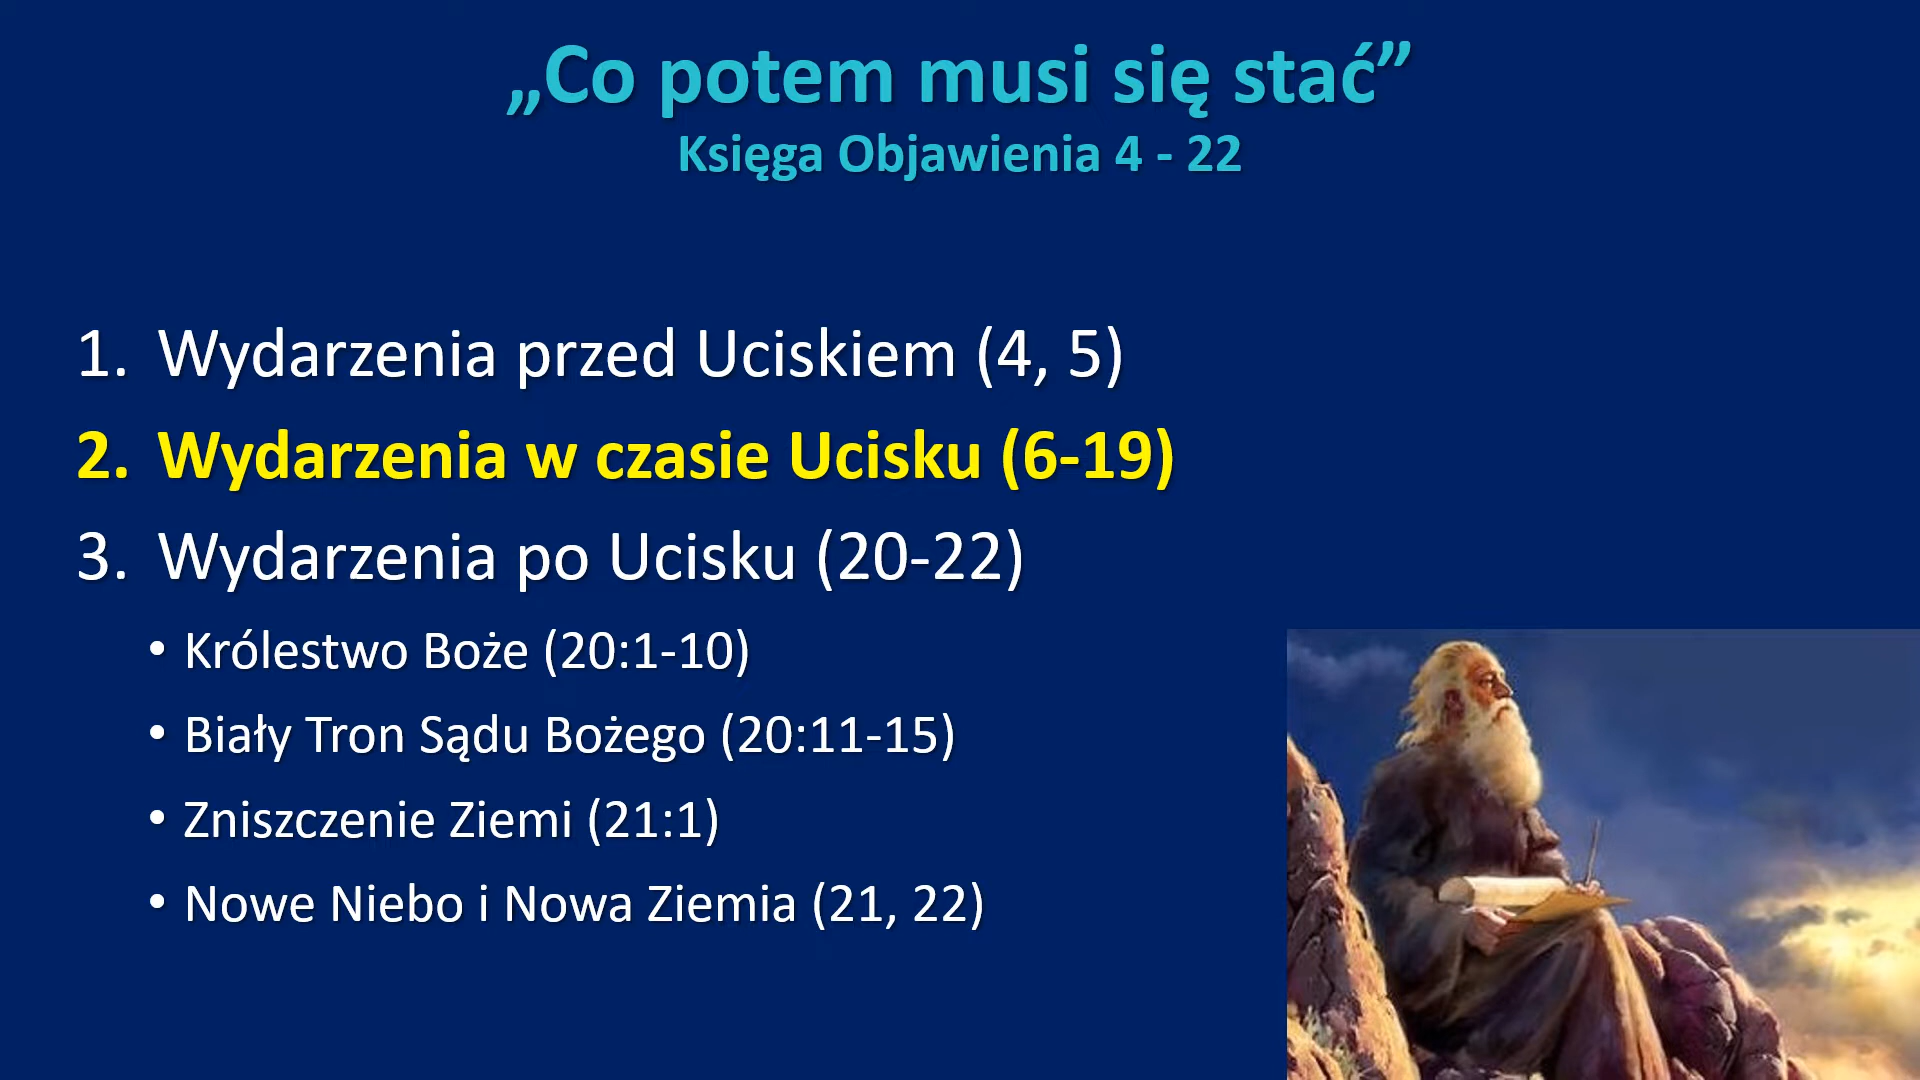 „Co potem musi się stać”
Księga Objawienia 4 - 22
1. Wydarzenia przed Uciskiem (4, 5)
2. Wydarzenia w czasie Ucisku (6-19)
3. Wydarzenia po Ucisku (20-22)
• Królestwo Boże (20:1-10)
• Biały Tron Sądu Bożego (20:11-15)
• Zniszczenie Ziemi (21:1)
• Nowe Niebo i Nowa Ziemia (21, 22)